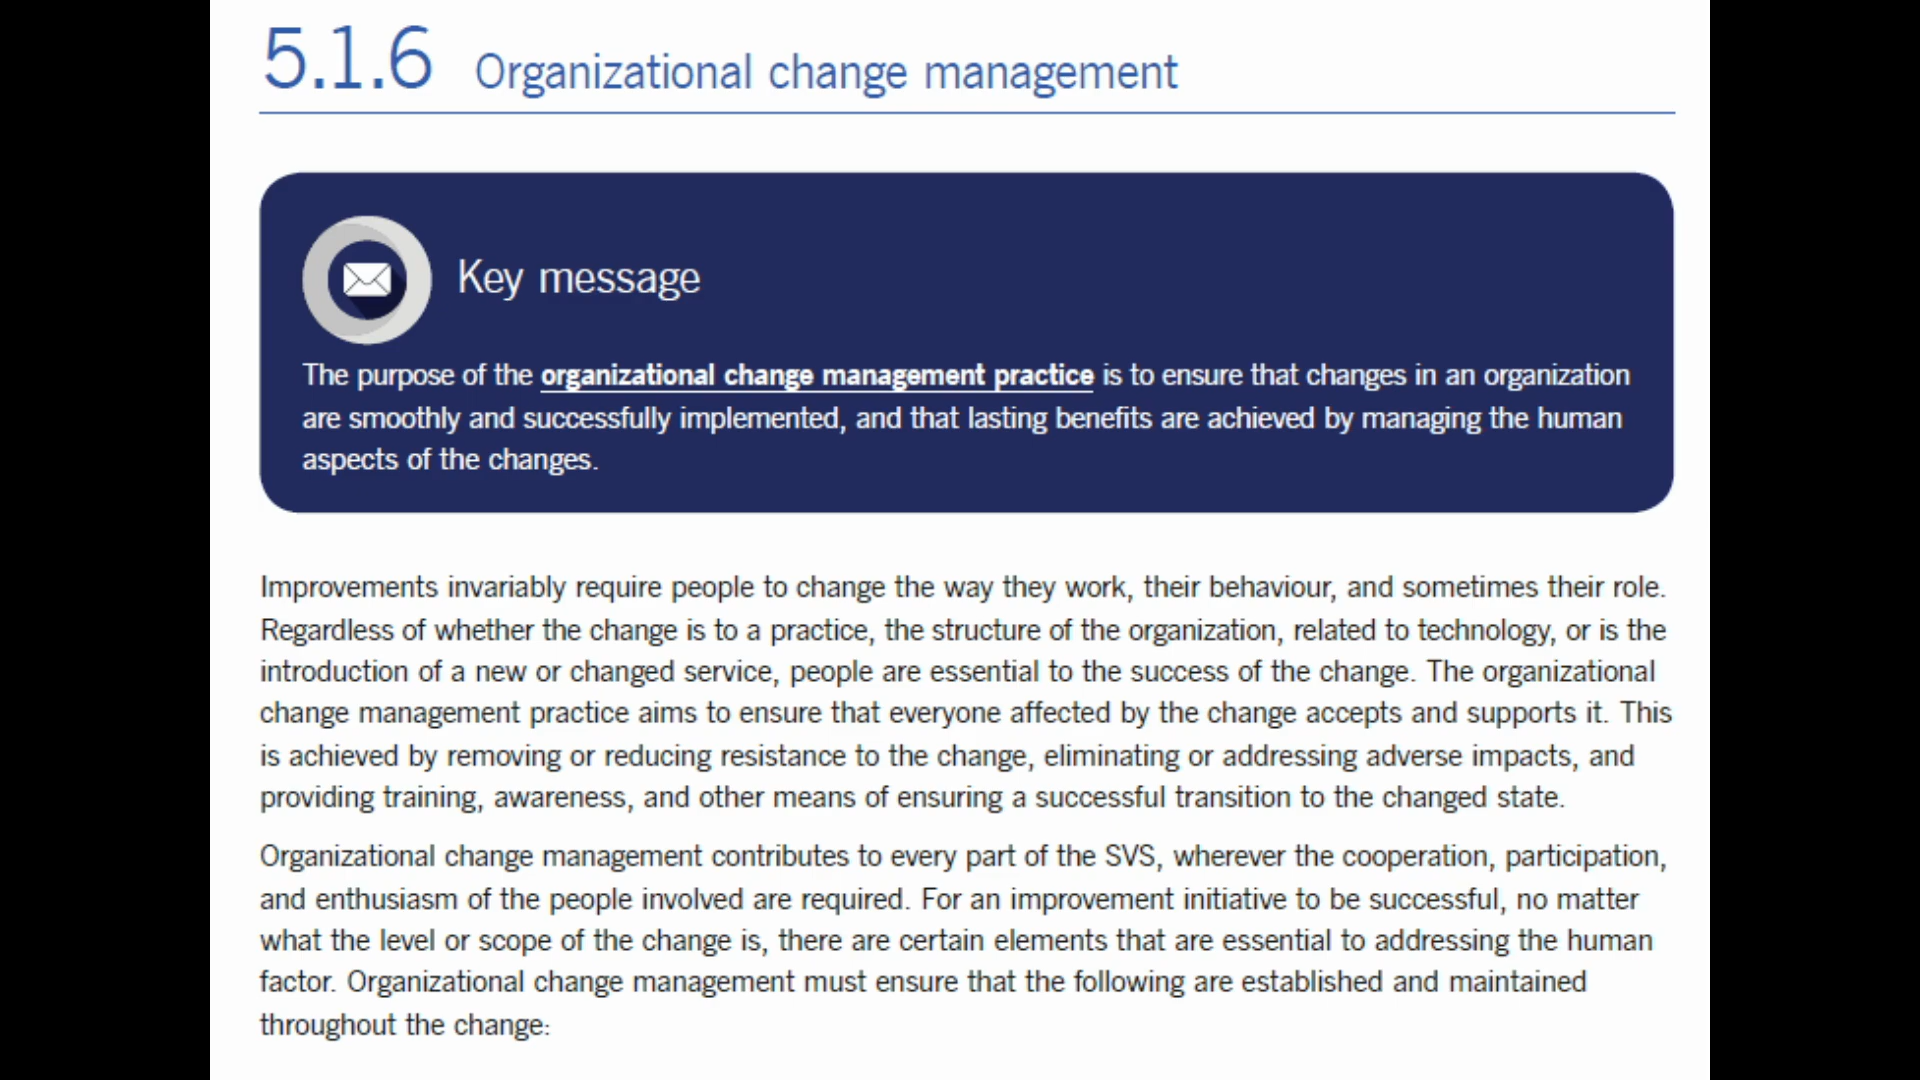 5.1.6 Organizational change management
Key message
The purpose of the organizational change management practice is to ensure that changes in an organization
are smoothly and successfully implemented, and that lasting benefits are achieved by managing the human
aspects of the changes.
Improvements invariably require people to change the way they work, their behaviour, and sometimes their role.
Regardless of whether the change is to a practice, the structure of the organization, related to technology, or is the
introduction of a new or changed service, people are essential to the success of the change. The organizational
change management practice aims to ensure that everyone affected by the change accepts and supports it. This
is achieved by removing or reducing resistance to the change, eliminating or addressing adverse impacts, and
providing training, awareness, and other means of ensuring a successful transition to the changed state.
Organizational change management contributes to every part of the SVS, wherever the cooperation, participation,
and enthusiasm of the people involved are required. For an improvement initiative to be successful, no matter
what the level or scope of the change is, there are certain elements that are essential to addressing the human
factor. Organizational change management must ensure that the following are established and maintained
throughout the change: